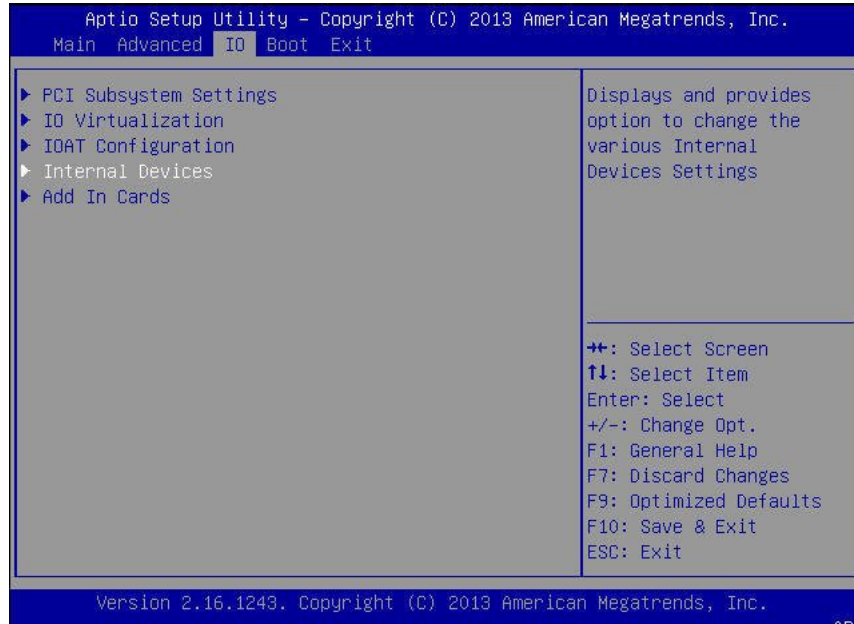 Aptio Setup Utility – Copyright (C) 2013 American Megatrends, Inc.
Main Advanced IO Boot Exit
PCI Subsystem Settings
IO Virtualization
IOAT Configuration
Internal Devices
Add In Cards
Displays and provides
option to change the
various Internal
Devices Settings
→←: Select Screen
↑↓: Select Item
Enter: Select
+/-: Change Opt.
F1: General Help
F7: Discard Changes
F9: Optimized Defaults
F10: Save & Exit
ESC: Exit
Version 2.16.1243. Copyright (C) 2013 American Megatrends, Inc.